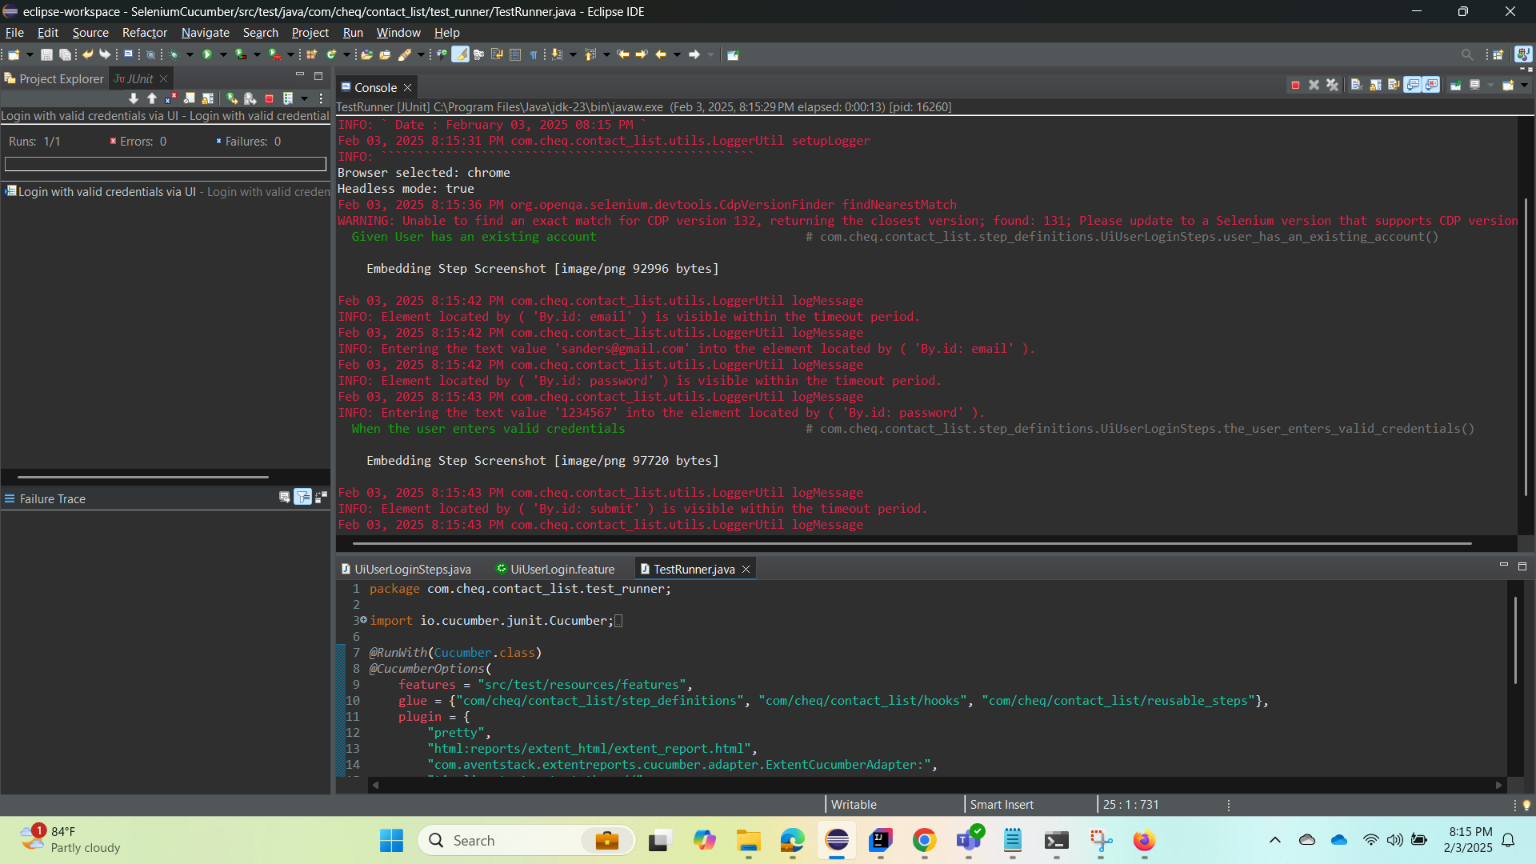 eclipse-workspace - SeleniumCucumber/src/test/java/com/cheq/contact_list/test_runner/TestRunner.java - Eclipse IDE
File Edit Source Refactor Navigate Search Project Run Window Help
Project Explorer
JUnit
Login with valid credentials via UI - Login with valid credential
Runs: 1/1
Errors: 0
Failures: 0
Login with valid credentials via UI - Login with valid creden
Failure Trace
Console
TestRunner [JUnit] C:\Program Files\Java\jdk-23\bin\javaw.exe (Feb 3, 2025, 8:15:29 PM elapsed: 0:00:13) [pid: 16260]
INFO: ` Date : February 03, 2025 08:15 PM `
Feb 03, 2025 8:15:31 PM com.cheq.contact_list.utils.LoggerUtil setupLogger
INFO: ````````````````````````````````````````````````````
Browser selected: chrome
Headless mode: true
Feb 03, 2025 8:15:36 PM org.openqa.selenium.devtools.CdpVersionFinder findNearestMatch
WARNING: Unable to find an exact match for CDP version 132, returning the closest version; found: 131; Please update to a Selenium version that supports CDP version
Given User has an existing account # com.cheq.contact_list.step_definitions.UiUserLoginSteps.user_has_an_existing_account()
Embedding Step Screenshot [image/png 92996 bytes]
Feb 03, 2025 8:15:42 PM com.cheq.contact_list.utils.LoggerUtil logMessage
INFO: Element located by ( 'By.id: email' ) is visible within the timeout period.
Feb 03, 2025 8:15:42 PM com.cheq.contact_list.utils.LoggerUtil logMessage
INFO: Entering the text value 'sanders@gmail.com' into the element located by ( 'By.id: email' ).
Feb 03, 2025 8:15:42 PM com.cheq.contact_list.utils.LoggerUtil logMessage
INFO: Element located by ( 'By.id: password' ) is visible within the timeout period.
Feb 03, 2025 8:15:43 PM com.cheq.contact_list.utils.LoggerUtil logMessage
INFO: Entering the text value '1234567' into the element located by ( 'By.id: password' ).
When the user enters valid credentials # com.cheq.contact_list.step_definitions.UiUserLoginSteps.the_user_enters_valid_credentials()
Embedding Step Screenshot [image/png 97720 bytes]
Feb 03, 2025 8:15:43 PM com.cheq.contact_list.utils.LoggerUtil logMessage
INFO: Element located by ( 'By.id: submit' ) is visible within the timeout period.
Feb 03, 2025 8:15:43 PM com.cheq.contact_list.utils.LoggerUtil logMessage
UiUserLoginSteps.java
UiUserLogin.feature
TestRunner.java
1 package com.cheq.contact_list.test_runner;
2
3 import io.cucumber.junit.Cucumber;
6
7 @RunWith(Cucumber.class)
8 @CucumberOptions(
9 features = "src/test/resources/features",
10 glue = {"com/cheq/contact_list/step_definitions", "com/cheq/contact_list/hooks", "com/cheq/contact_list/reusable_steps"},
11 plugin = {
12 "pretty",
13 "html:reports/extent_html/extent_report.html",
14 "com.aventstack.extentreports.cucumber.adapter.ExtentCucumberAdapter:",
Writable
Smart Insert
25 : 1 : 731
1
84°F
Partly cloudy
Search
8:15 PM
2/3/2025